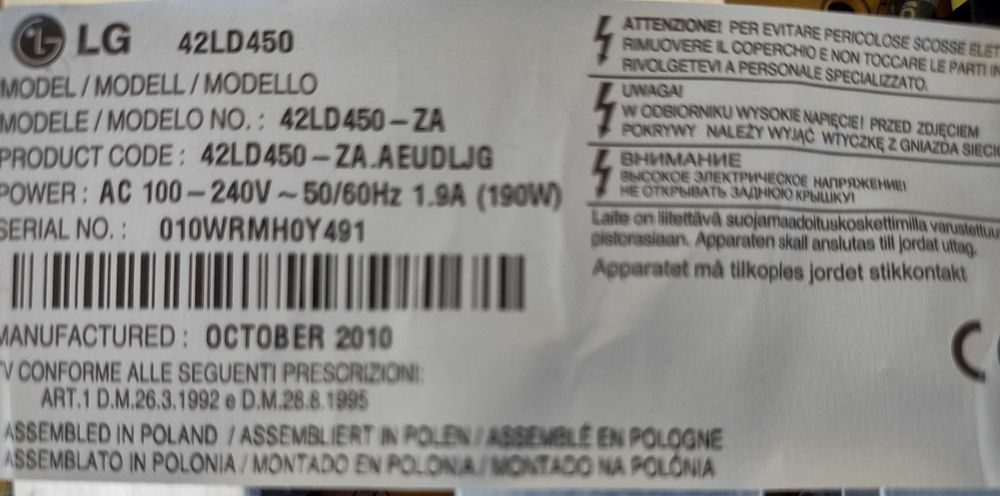 LG 42LD450
MODEL / MODELL / MODELLO
MODELE / MODELO NO. : 42LD450-ZA
PRODUCT CODE : 42LD450-ZA.AEUDLJG
POWER : AC 100-240V ~ 50/60Hz 1.9A (190W)
SERIAL NO. : 010WRMH0Y491
MANUFACTURED : OCTOBER 2010
TV CONFORME ALLE SEGUENTI PRESCRIZIONI:
ART.1 D.M.26.3.1992 e D.M.28.8.1995
ASSEMBLED IN POLAND / ASSEMBLIERT IN POLEN / ASSEMBLÉ EN POLOGNE
ASSEMBLATO IN POLONIA / MONTADO EN POLONIA / MONTADO NA POLÓNIA
ATTENZIONE! PER EVITARE PERICOLOSE SCOSSE ELET
RIMUOVERE IL COPERCHIO E NON TOCCARE LE PARTI IN
RIVOLGETEVI A PERSONALE SPECIALIZZATO.
UWAGA!
W ODBIORNIKU WYSOKIE NAPIĘCIE! PRZED ZDJĘCIEM
POKRYWY NALEŻY WYJĄĆ WTYCZKĘ Z GNIAZDA SIECIO
ВНИМАНИЕ
ВЫСОКОЕ ЭЛЕКТРИЧЕСКОЕ НАПРЯЖЕНИЕ!
НЕ ОТКРЫВАТЬ ЗАДНЮЮ КРЫШКУ!
Laite on liitettävä suojamaadoituskoskettimilla varustettuu
pistorasiaan. Apparaten skall anslutas till jordat uttag.
Apparatet må tilkoples jordet stikkontakt